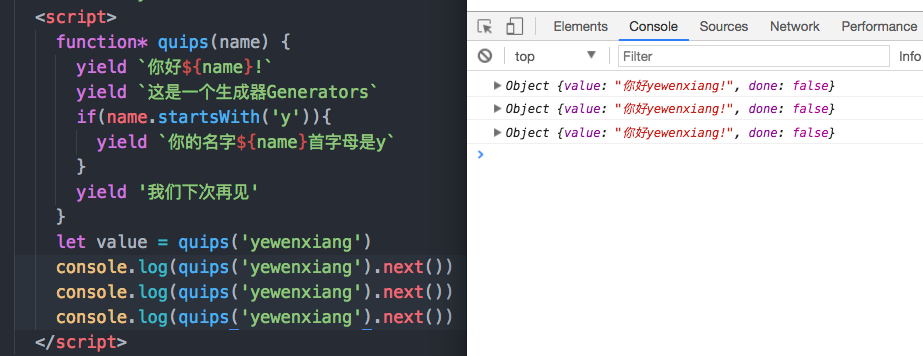 <script>
function* quips(name) {
yield `你好${name}!`
yield `这是一个生成器Generators`
if(name.startsWith('y')){
yield `你的名字${name}首字母是y`
}
yield '我们下次再见'
}
let value = quips('yewenxiang')
console.log(quips('yewenxiang').next())
console.log(quips('yewenxiang').next())
console.log(quips('yewenxiang').next())
</script>
Elements Console Sources Network Performance
top ▼ Filter Info
▶ Object {value: "你好yewenxiang!", done: false}
▶ Object {value: "你好yewenxiang!", done: false}
▶ Object {value: "你好yewenxiang!", done: false}
>